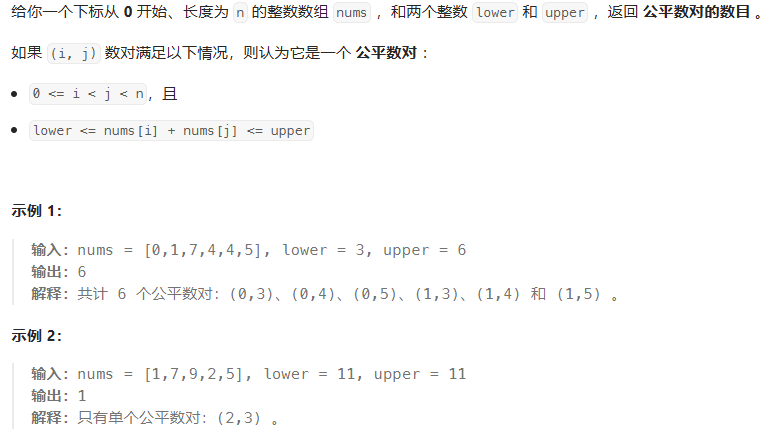 给你一个下标从 0 开始、长度为 n 的整数数组 nums ，和两个整数 lower 和 upper ，返回 公平数对的数目 。
如果 (i, j) 数对满足以下情况，则认为它是一个 公平数对 ：
• 0 <= i < j < n，且
• lower <= nums[i] + nums[j] <= upper
示例 1：
输入：nums = [0,1,7,4,4,5], lower = 3, upper = 6
输出：6
解释：共计 6 个公平数对：(0,3)、(0,4)、(0,5)、(1,3)、(1,4) 和 (1,5) 。
示例 2：
输入：nums = [1,7,9,2,5], lower = 11, upper = 11
输出：1
解释：只有单个公平数对：(2,3) 。